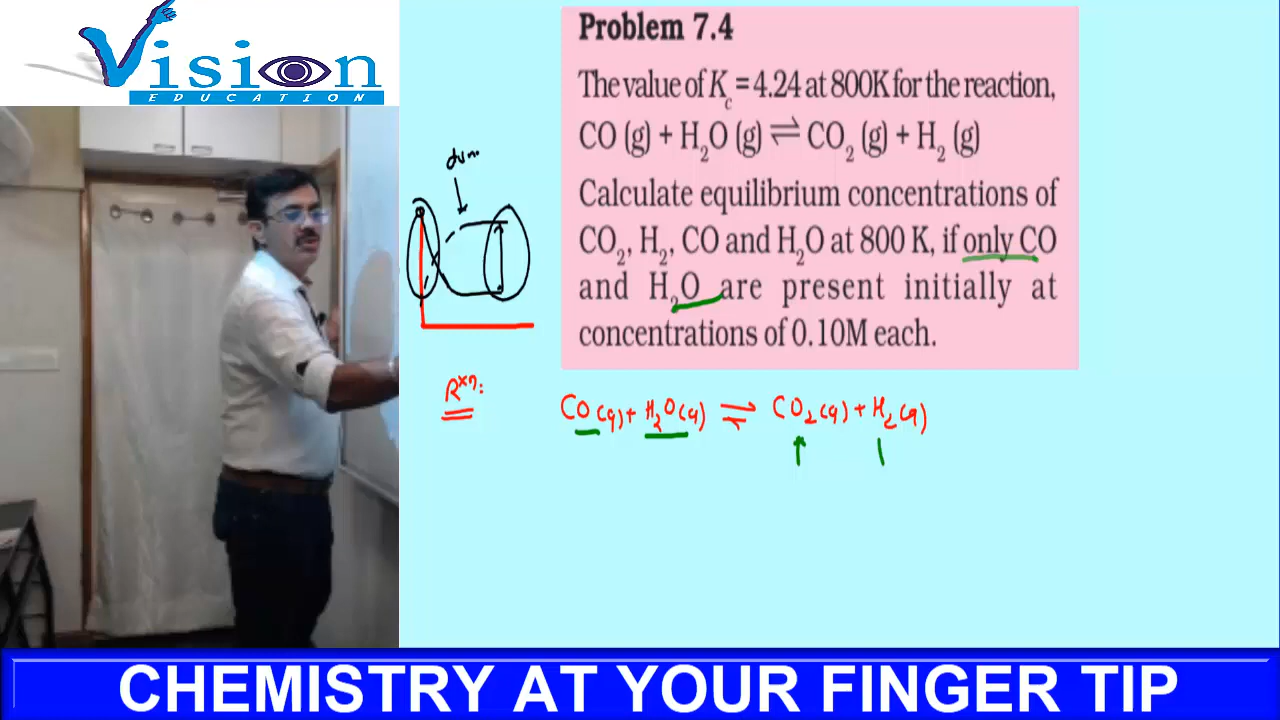 Vision
EDUCATION
Problem 7.4
The value of Kc = 4.24 at 800K for the reaction,
CO (g) + H₂O (g) ⇌ CO₂ (g) + H₂ (g)
Calculate equilibrium concentrations of
CO₂, H₂, CO and H₂O at 800 K, if only CO
and H₂O are present initially at
concentrations of 0.10M each.
Rxn:
CO(g) + H₂O(g) ⇌ CO₂(g) + H₂(g)
CHEMISTRY AT YOUR FINGER TIP